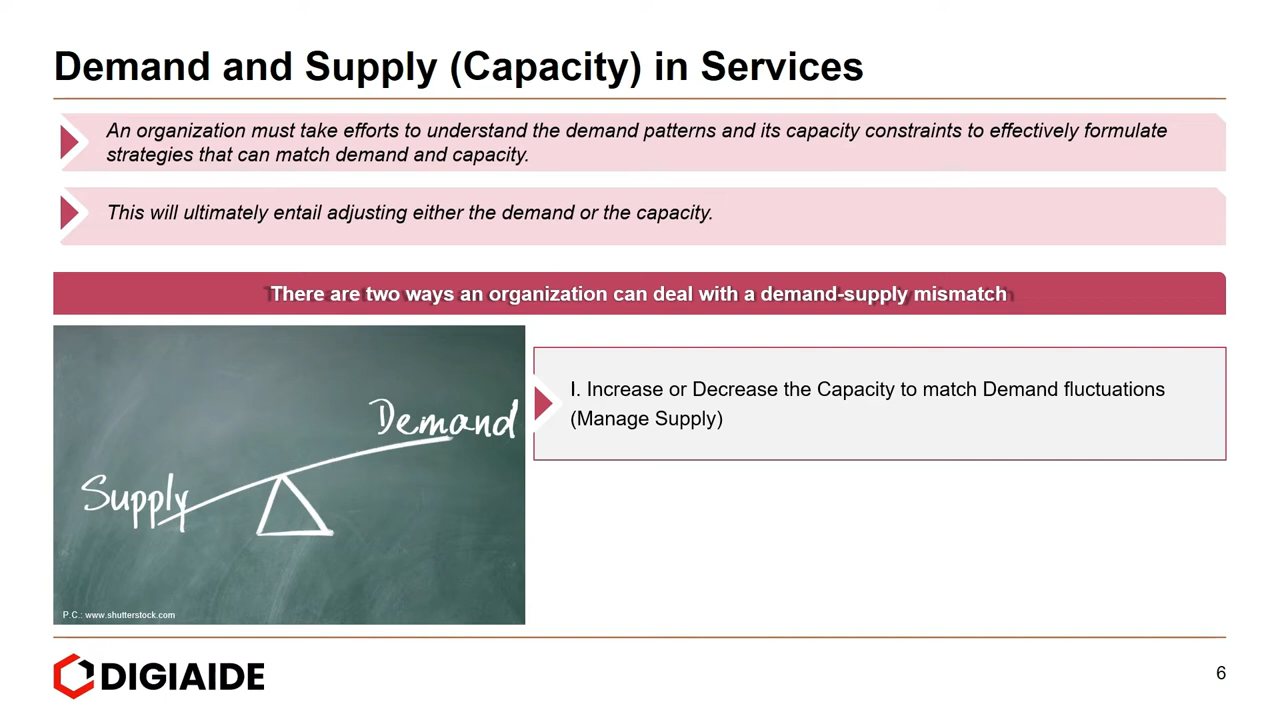 Demand and Supply (Capacity) in Services
An organization must take efforts to understand the demand patterns and its capacity constraints to effectively formulate
strategies that can match demand and capacity.
This will ultimately entail adjusting either the demand or the capacity.
There are two ways an organization can deal with a demand-supply mismatch
Demand
Supply
P.C.: www.shutterstock.com
I. Increase or Decrease the Capacity to match Demand fluctuations
(Manage Supply)
DIGIAIDE
6